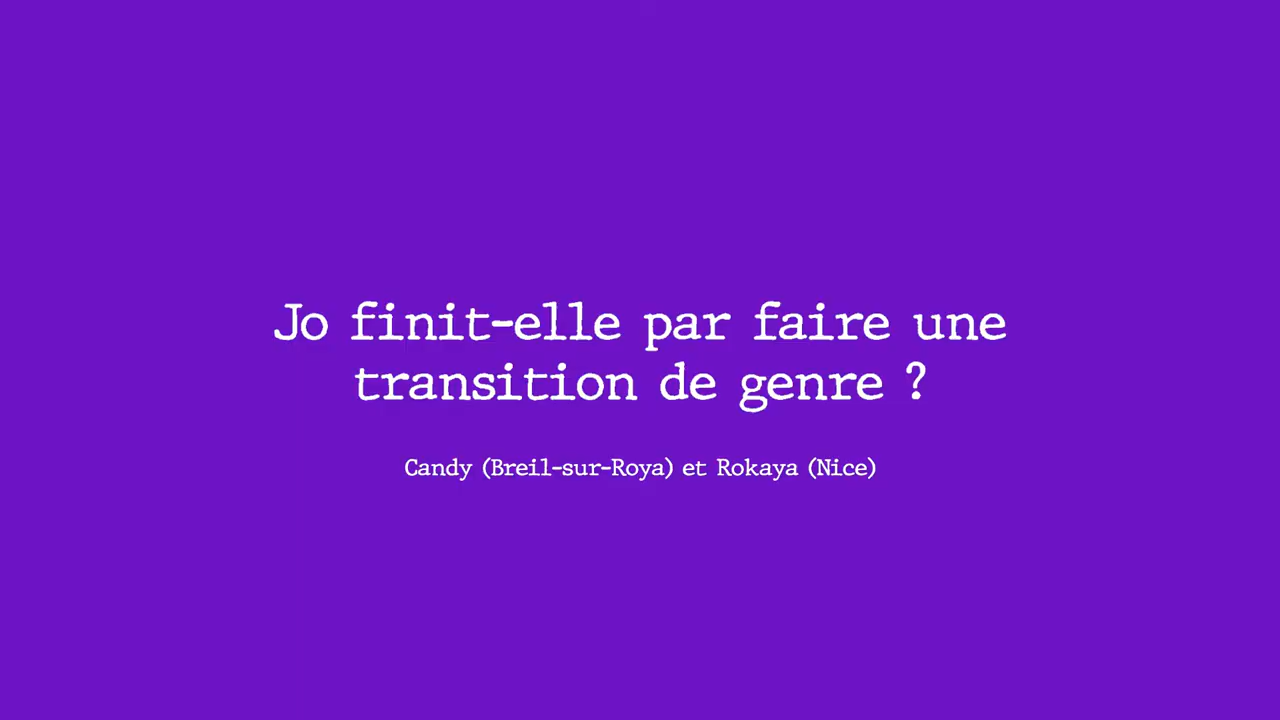 Jo finit-elle par faire une
transition de genre ?
Candy (Breil-sur-Roya) et Rokaya (Nice)